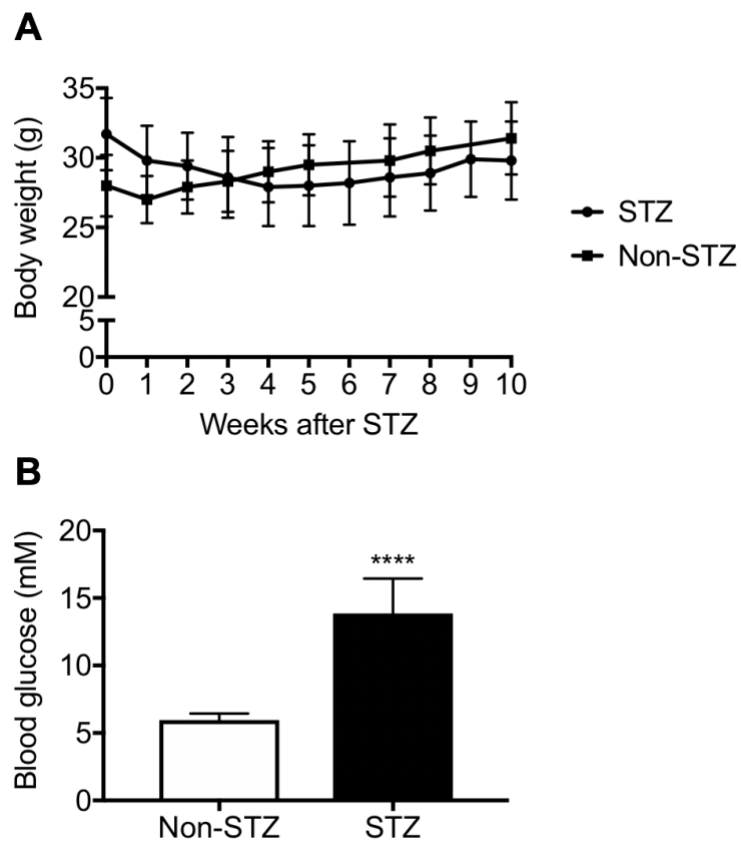 A
35
30
25
20
5
0
Body weight (g)
0 1 2 3 4 5 6 7 8 9 10
Weeks after STZ
STZ
Non-STZ
B
20
15
10
5
0
Blood glucose (mM)
****
Non-STZ STZ